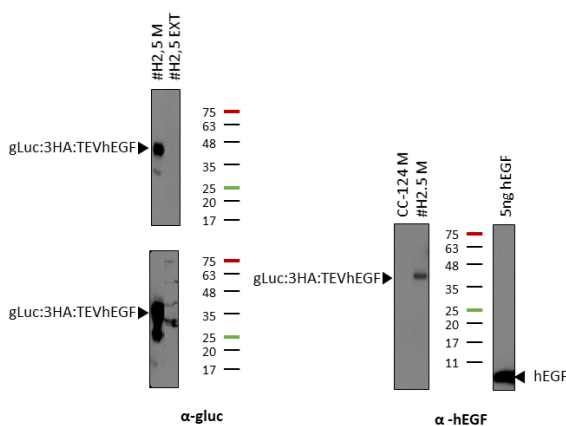 #H2,5 M
#H2,5 EXT
75
63
48
gLuc:3HA:TEVhEGF
35
25
20
17
75
63
48
gLuc:3HA:TEVhEGF
35
25
20
17
α-gluc
CC-124 M
#H2.5 M
5ng hEGF
75
63
48
gLuc:3HA:TEVhEGF
35
25
20
17
11
hEGF
α -hEGF